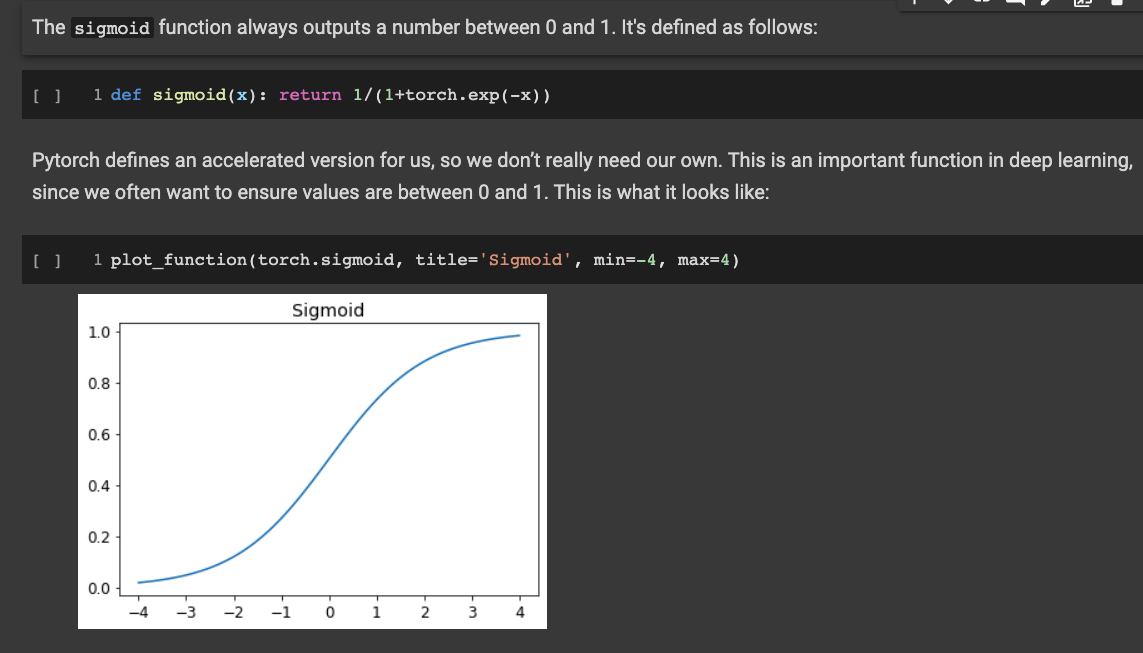 The sigmoid function always outputs a number between 0 and 1. It's defined as follows:
[ ] 1 def sigmoid(x): return 1/(1+torch.exp(-x))
Pytorch defines an accelerated version for us, so we don’t really need our own. This is an important function in deep learning,
since we often want to ensure values are between 0 and 1. This is what it looks like:
[ ] 1 plot_function(torch.sigmoid, title='Sigmoid', min=-4, max=4)
Sigmoid
1.0
0.8
0.6
0.4
0.2
0.0
−4 −3 −2 −1 0 1 2 3 4